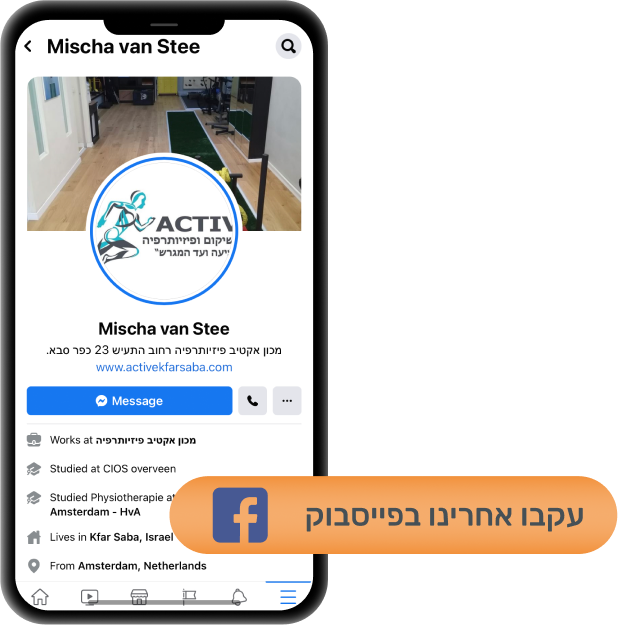 Mischa van Stee
ACTIV
שיקום ופיזיותרפיה
יעה ועד המגרש"
Mischa van Stee
מכון אקטיב פיזיותרפיה רחוב התעיש 23 כפר סבא.
www.activekfarsaba.com
Message
Works at מכון אקטיב פיזיותרפיה
Studied at CIOS overveen
Studied Physiotherapie at
Amsterdam - HvA
עקבו אחרינו בפייסבוק
Lives in Kfar Saba, Israel
From Amsterdam, Netherlands